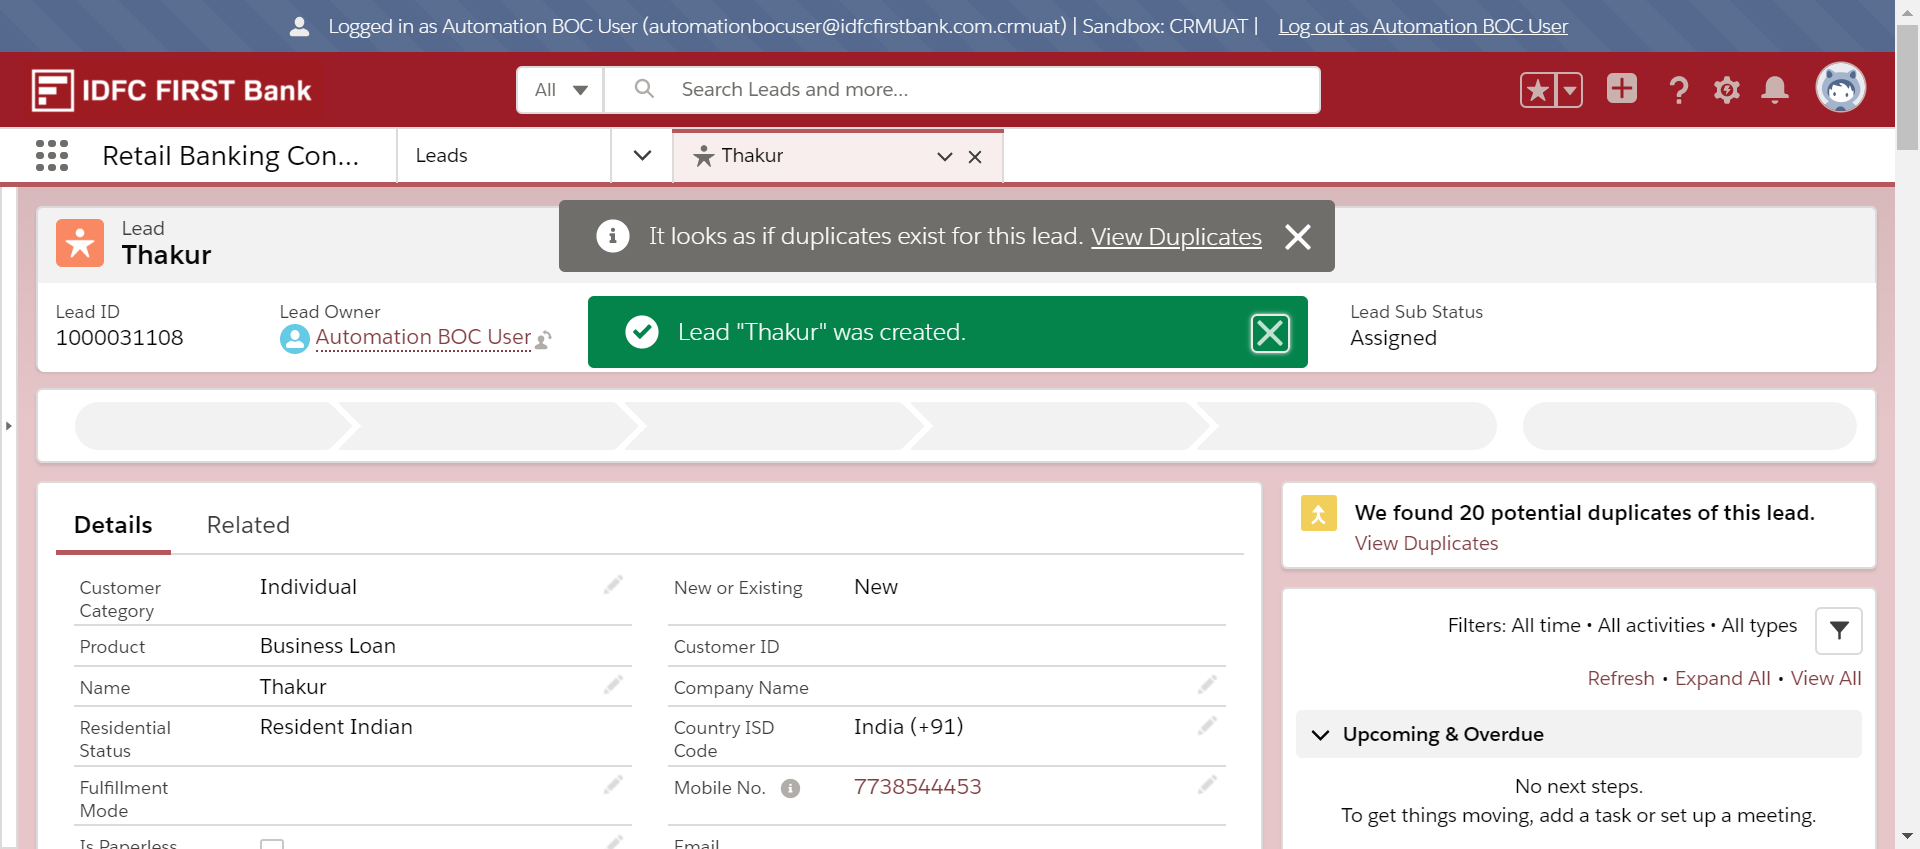 Logged in as Automation BOC User (automationbocuser@idfcfirstbank.com.crmuat) | Sandbox: CRMUAT | Log out as Automation BOC User
IDFC FIRST Bank
All
Search Leads and more...
Retail Banking Con...
Leads
Thakur
It looks as if duplicates exist for this lead. View Duplicates
Lead
Thakur
Lead ID
1000031108
Lead Owner
Automation BOC User
Lead "Thakur" was created.
Lead Sub Status
Assigned
Details
Related
Customer Category
Individual
New or Existing
New
Product
Business Loan
Customer ID
Name
Thakur
Company Name
Residential Status
Resident Indian
Country ISD Code
India (+91)
Fulfillment Mode
Mobile No.
7738544453
Is Paperless
Email
We found 20 potential duplicates of this lead.
View Duplicates
Filters: All time • All activities • All types
Refresh • Expand All • View All
Upcoming & Overdue
No next steps.
To get things moving, add a task or set up a meeting.